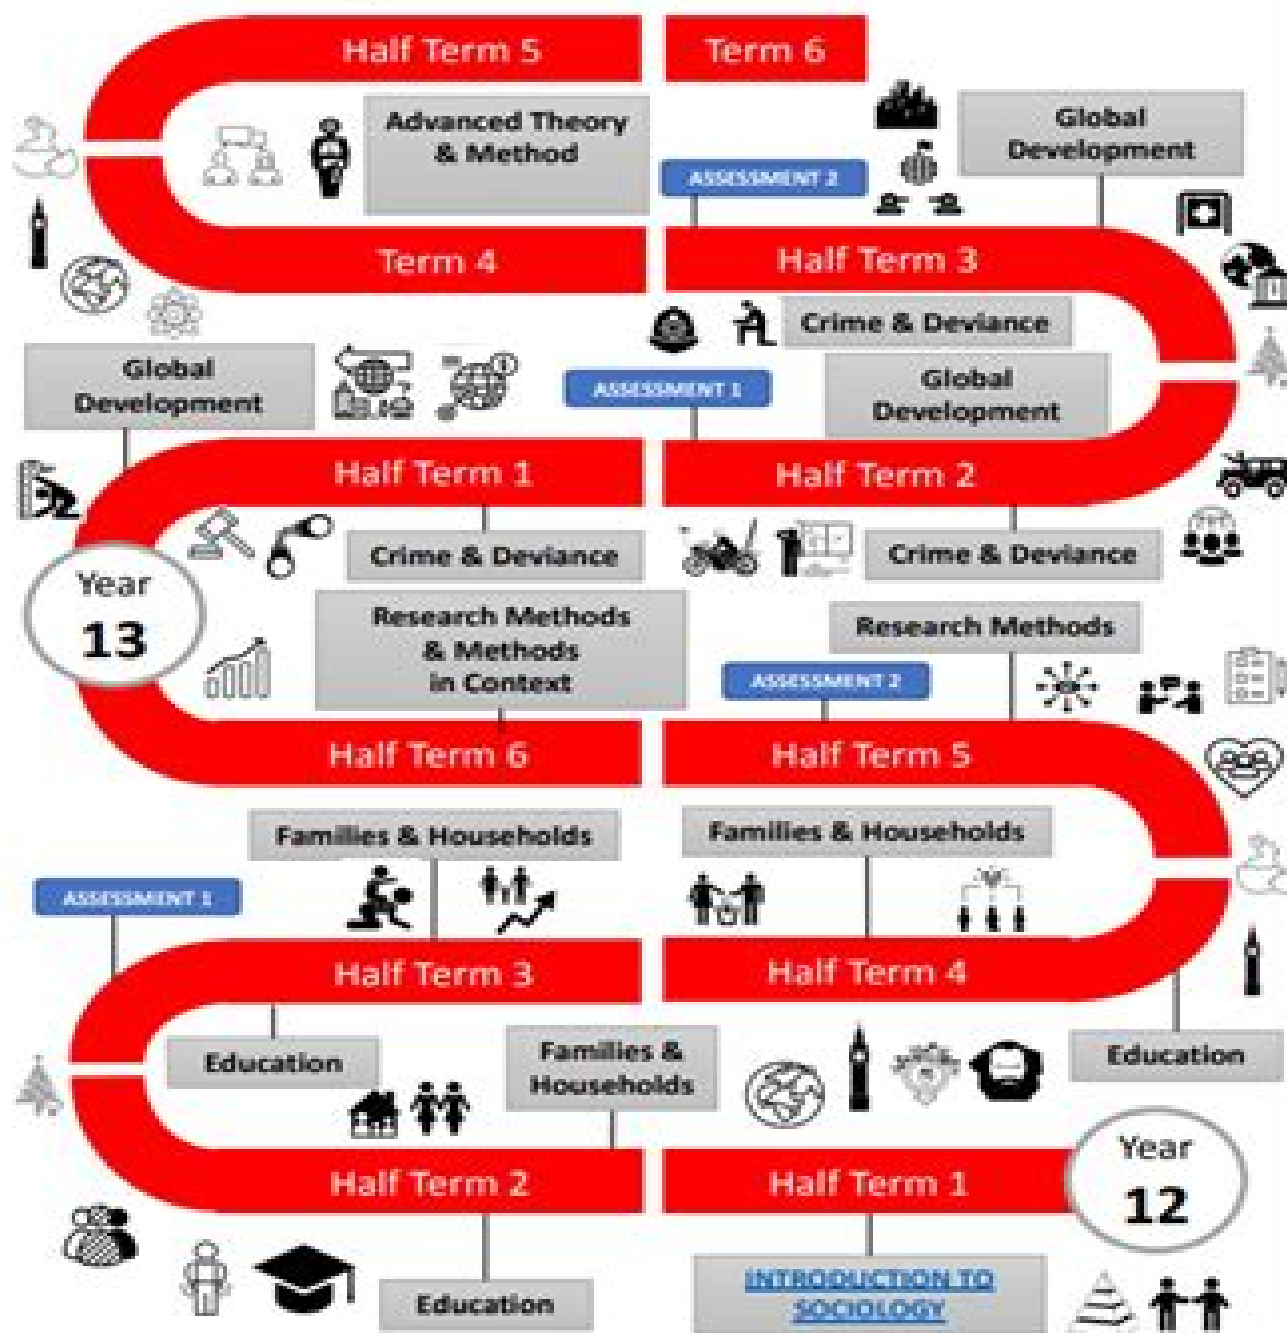 Half Term 5
Term 6
Advanced Theory
& Method
Global
Development
ASSESSMENT 2
Term 4
Half Term 3
Crime & Deviance
Global
Development
ASSESSMENT 1
Global
Development
Half Term 1
Half Term 2
Crime & Deviance
Crime & Deviance
Year
13
Research Methods
& Methods
in Context
Research Methods
ASSESSMENT 2
Half Term 6
Half Term 5
Families & Households
Families & Households
ASSESSMENT 1
Half Term 3
Half Term 4
Education
Families &
Households
Education
Half Term 2
Half Term 1
Year
12
Education
INTRODUCTION TO
SOCIOLOGY